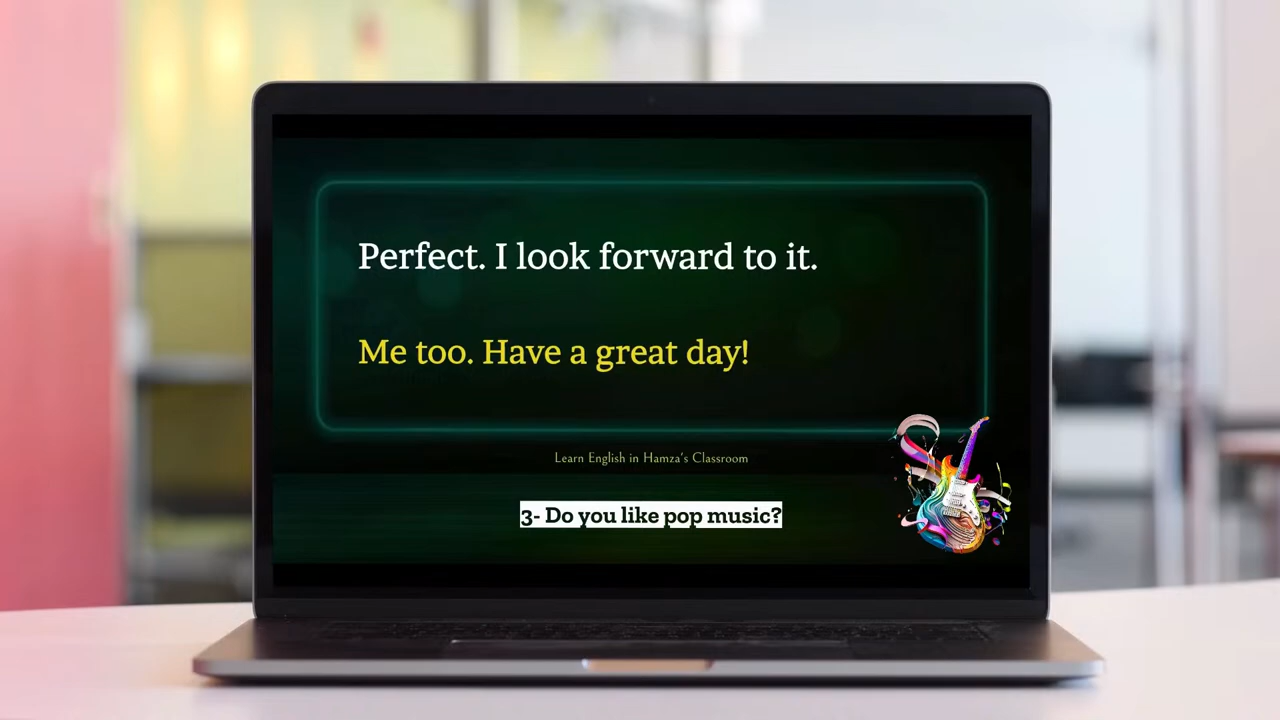 Perfect. I look forward to it.
Me too. Have a great day!
Learn English in Hamza's Classroom
3- Do you like pop music?